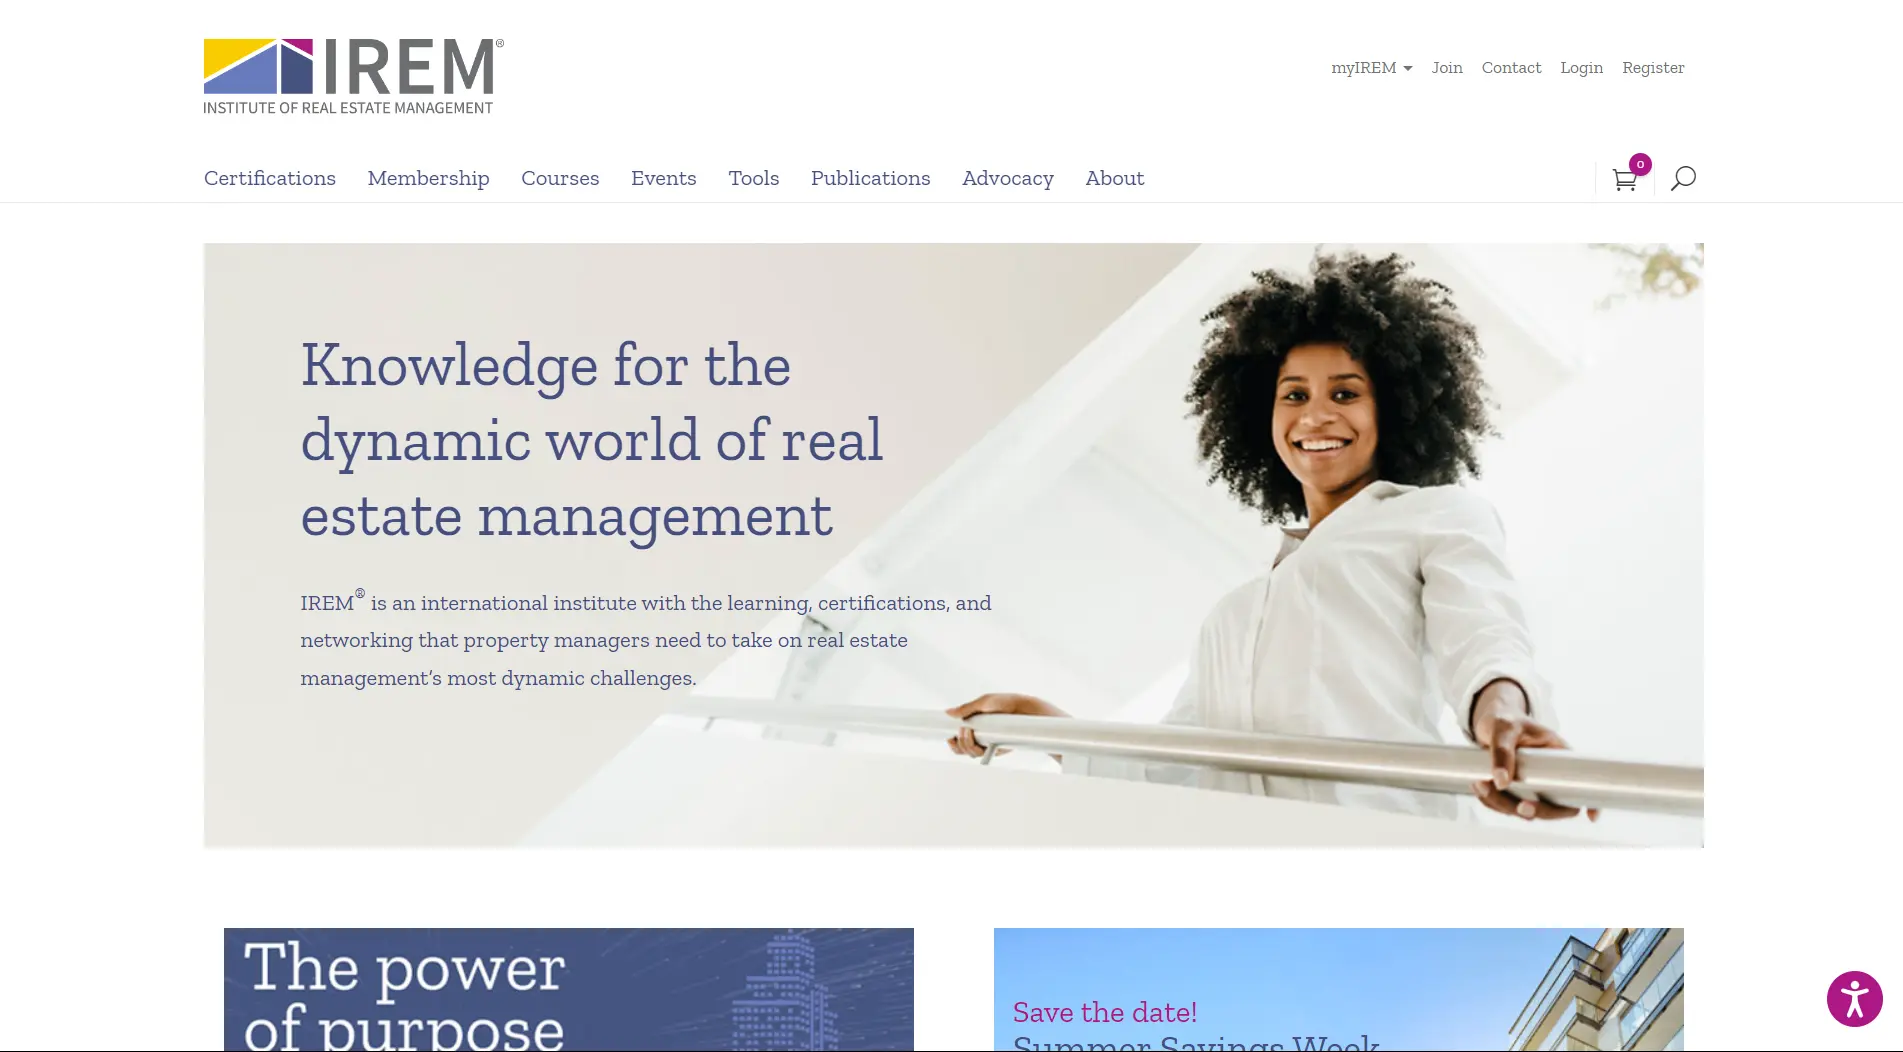 IREM®
INSTITUTE OF REAL ESTATE MANAGEMENT
myIREM Join Contact Login Register
Certifications Membership Courses Events Tools Publications Advocacy About
0
Knowledge for the
dynamic world of real
estate management
IREM® is an international institute with the learning, certifications, and
networking that property managers need to take on real estate
management’s most dynamic challenges.
The power
of purpose
Save the date!
Summer Savings Week